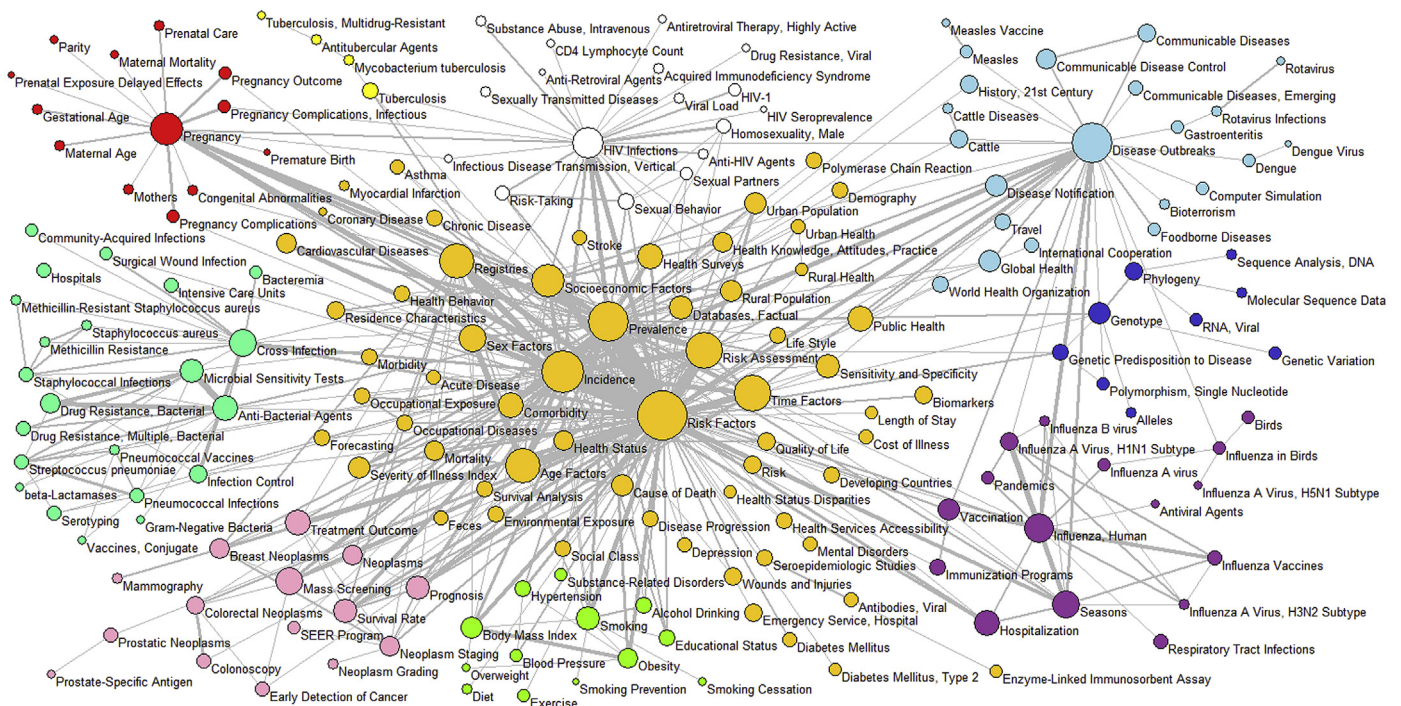 Prenatal Care
Parity
Maternal Mortality
Prenatal Exposure Delayed Effects
Pregnancy Outcome
Gestational Age
Pregnancy Complications, Infectious
Pregnancy
Maternal Age
Premature Birth
Mothers
Congenital Abnormalities
Pregnancy Complications
Tuberculosis, Multidrug-Resistant
Antitubercular Agents
Mycobacterium tuberculosis
Tuberculosis
Substance Abuse, Intravenous
Antiretroviral Therapy, Highly Active
CD4 Lymphocyte Count
Drug Resistance, Viral
Anti-Retroviral Agents
Acquired Immunodeficiency Syndrome
Sexually Transmitted Diseases
Viral Load
HIV-1
HIV Seroprevalence
Homosexuality, Male
HIV Infections
Infectious Disease Transmission, Vertical
Anti-HIV Agents
Sexual Partners
Risk-Taking
Sexual Behavior
Measles Vaccine
Measles
Communicable Diseases
Communicable Disease Control
Rotavirus
History, 21st Century
Communicable Diseases, Emerging
Cattle Diseases
Rotavirus Infections
Gastroenteritis
Cattle
Disease Outbreaks
Dengue Virus
Dengue
Disease Notification
Computer Simulation
Bioterrorism
Travel
Foodborne Diseases
International Cooperation
Global Health
World Health Organization
Phylogeny
Sequence Analysis, DNA
Molecular Sequence Data
Genotype
RNA, Viral
Genetic Predisposition to Disease
Genetic Variation
Polymorphism, Single Nucleotide
Alleles
Asthma
Myocardial Infarction
Coronary Disease
Chronic Disease
Cardiovascular Diseases
Stroke
Polymerase Chain Reaction
Demography
Urban Population
Urban Health
Health Knowledge, Attitudes, Practice
Health Surveys
Registries
Socioeconomic Factors
Rural Health
Rural Population
Health Behavior
Residence Characteristics
Databases, Factual
Prevalence
Public Health
Life Style
Sex Factors
Risk Assessment
Morbidity
Sensitivity and Specificity
Acute Disease
Incidence
Occupational Exposure
Comorbidity
Time Factors
Biomarkers
Risk Factors
Length of Stay
Occupational Diseases
Forecasting
Health Status
Quality of Life
Cost of Illness
Mortality
Severity of Illness Index
Age Factors
Risk
Developing Countries
Survival Analysis
Cause of Death
Health Status Disparities
Feces
Environmental Exposure
Disease Progression
Health Services Accessibility
Social Class
Depression
Mental Disorders
Seroepidemiologic Studies
Wounds and Injuries
Antibodies, Viral
Emergency Service, Hospital
Diabetes Mellitus
Diabetes Mellitus, Type 2
Enzyme-Linked Immunosorbent Assay
Community-Acquired Infections
Surgical Wound Infection
Hospitals
Bacteremia
Intensive Care Units
Methicillin-Resistant Staphylococcus aureus
Staphylococcus aureus
Methicillin Resistance
Cross Infection
Staphylococcal Infections
Microbial Sensitivity Tests
Drug Resistance, Bacterial
Anti-Bacterial Agents
Drug Resistance, Multiple, Bacterial
Pneumococcal Vaccines
Streptococcus pneumoniae
Infection Control
beta-Lactamases
Pneumococcal Infections
Serotyping
Gram-Negative Bacteria
Vaccines, Conjugate
Treatment Outcome
Breast Neoplasms
Neoplasms
Mammography
Mass Screening
Prognosis
Colorectal Neoplasms
Survival Rate
SEER Program
Prostatic Neoplasms
Neoplasm Staging
Colonoscopy
Neoplasm Grading
Prostate-Specific Antigen
Early Detection of Cancer
Substance-Related Disorders
Hypertension
Alcohol Drinking
Smoking
Body Mass Index
Educational Status
Blood Pressure
Obesity
Overweight
Diet
Exercise
Smoking Prevention
Smoking Cessation
Birds
Influenza B virus
Influenza A Virus, H1N1 Subtype
Influenza in Birds
Influenza A virus
Pandemics
Influenza A Virus, H5N1 Subtype
Antiviral Agents
Vaccination
Influenza, Human
Influenza Vaccines
Immunization Programs
Seasons
Influenza A Virus, H3N2 Subtype
Hospitalization
Respiratory Tract Infections